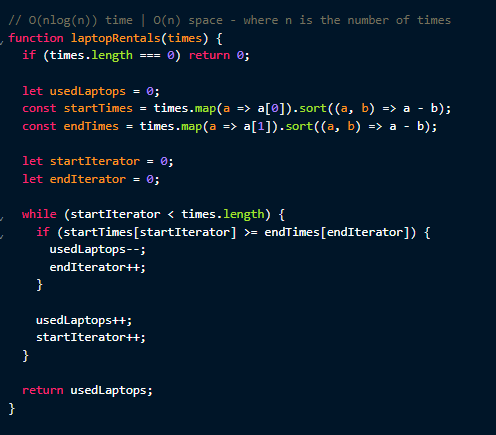 // O(nlog(n)) time | O(n) space - where n is the number of times
function laptopRentals(times) {
  if (times.length === 0) return 0;

  let usedLaptops = 0;
  const startTimes = times.map(a => a[0]).sort((a, b) => a - b);
  const endTimes = times.map(a => a[1]).sort((a, b) => a - b);

  let startIterator = 0;
  let endIterator = 0;

  while (startIterator < times.length) {
    if (startTimes[startIterator] >= endTimes[endIterator]) {
      usedLaptops--;
      endIterator++;
    }

    usedLaptops++;
    startIterator++;
  }

  return usedLaptops;
}